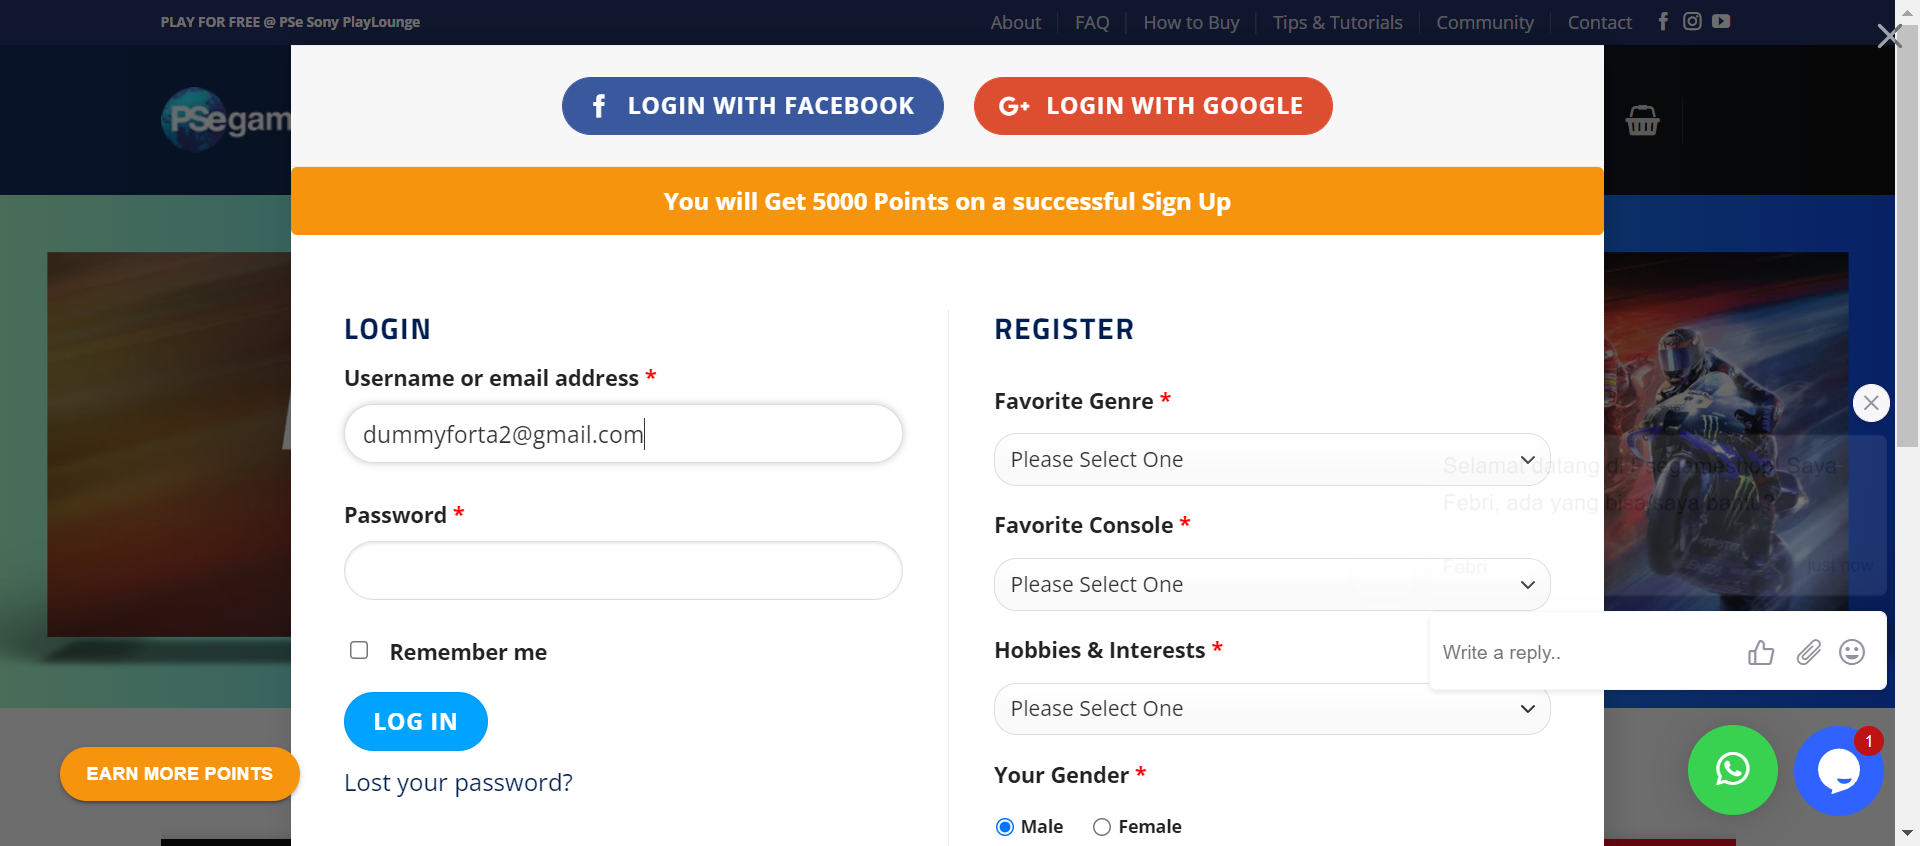 PLAY FOR FREE @ PSe Sony PlayLounge
About
FAQ
How to Buy
Tips & Tutorials
Community
Contact
PSegam
LOGIN WITH FACEBOOK
G+ LOGIN WITH GOOGLE
You will Get 5000 Points on a successful Sign Up
LOGIN
Username or email address *
dummyforta2@gmail.com
Password *
Remember me
LOG IN
Lost your password?
EARN MORE POINTS
REGISTER
Favorite Genre *
Please Select One
Favorite Console *
Please Select One
Hobbies & Interests *
Please Select One
Your Gender *
Male
Female
Selamat datang di Psegameshop! Saya
Febri, ada yang bisa saya bantu?
Febri
just now
Write a reply..
1